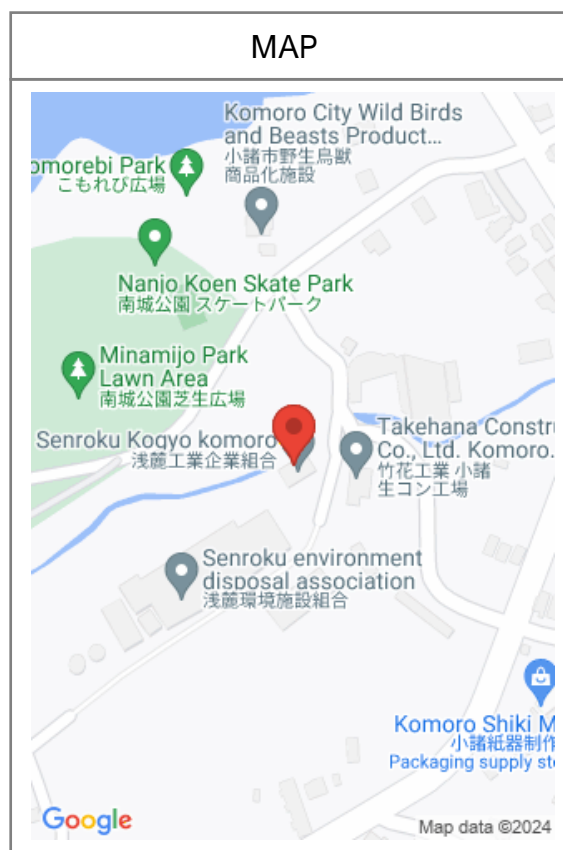 MAP
Komoro City Wild Birds
and Beasts Product...
小諸市野生鳥獣
商品化施設
omorebi Park
こもれび広場
Nanjo Koen Skate Park
南城公園 スケートパーク
Minamijo Park
Lawn Area
南城公園芝生広場
Senroku Kogyo komoro
浅麓工業企業組合
Takehana Constru
Co., Ltd. Komoro.
竹花工業 小諸
生コン工場
Senroku environment
disposal association
浅麓環境施設組合
Komoro Shiki M
小諸紙器制作
Packaging supply sto
Google
Map data ©2024